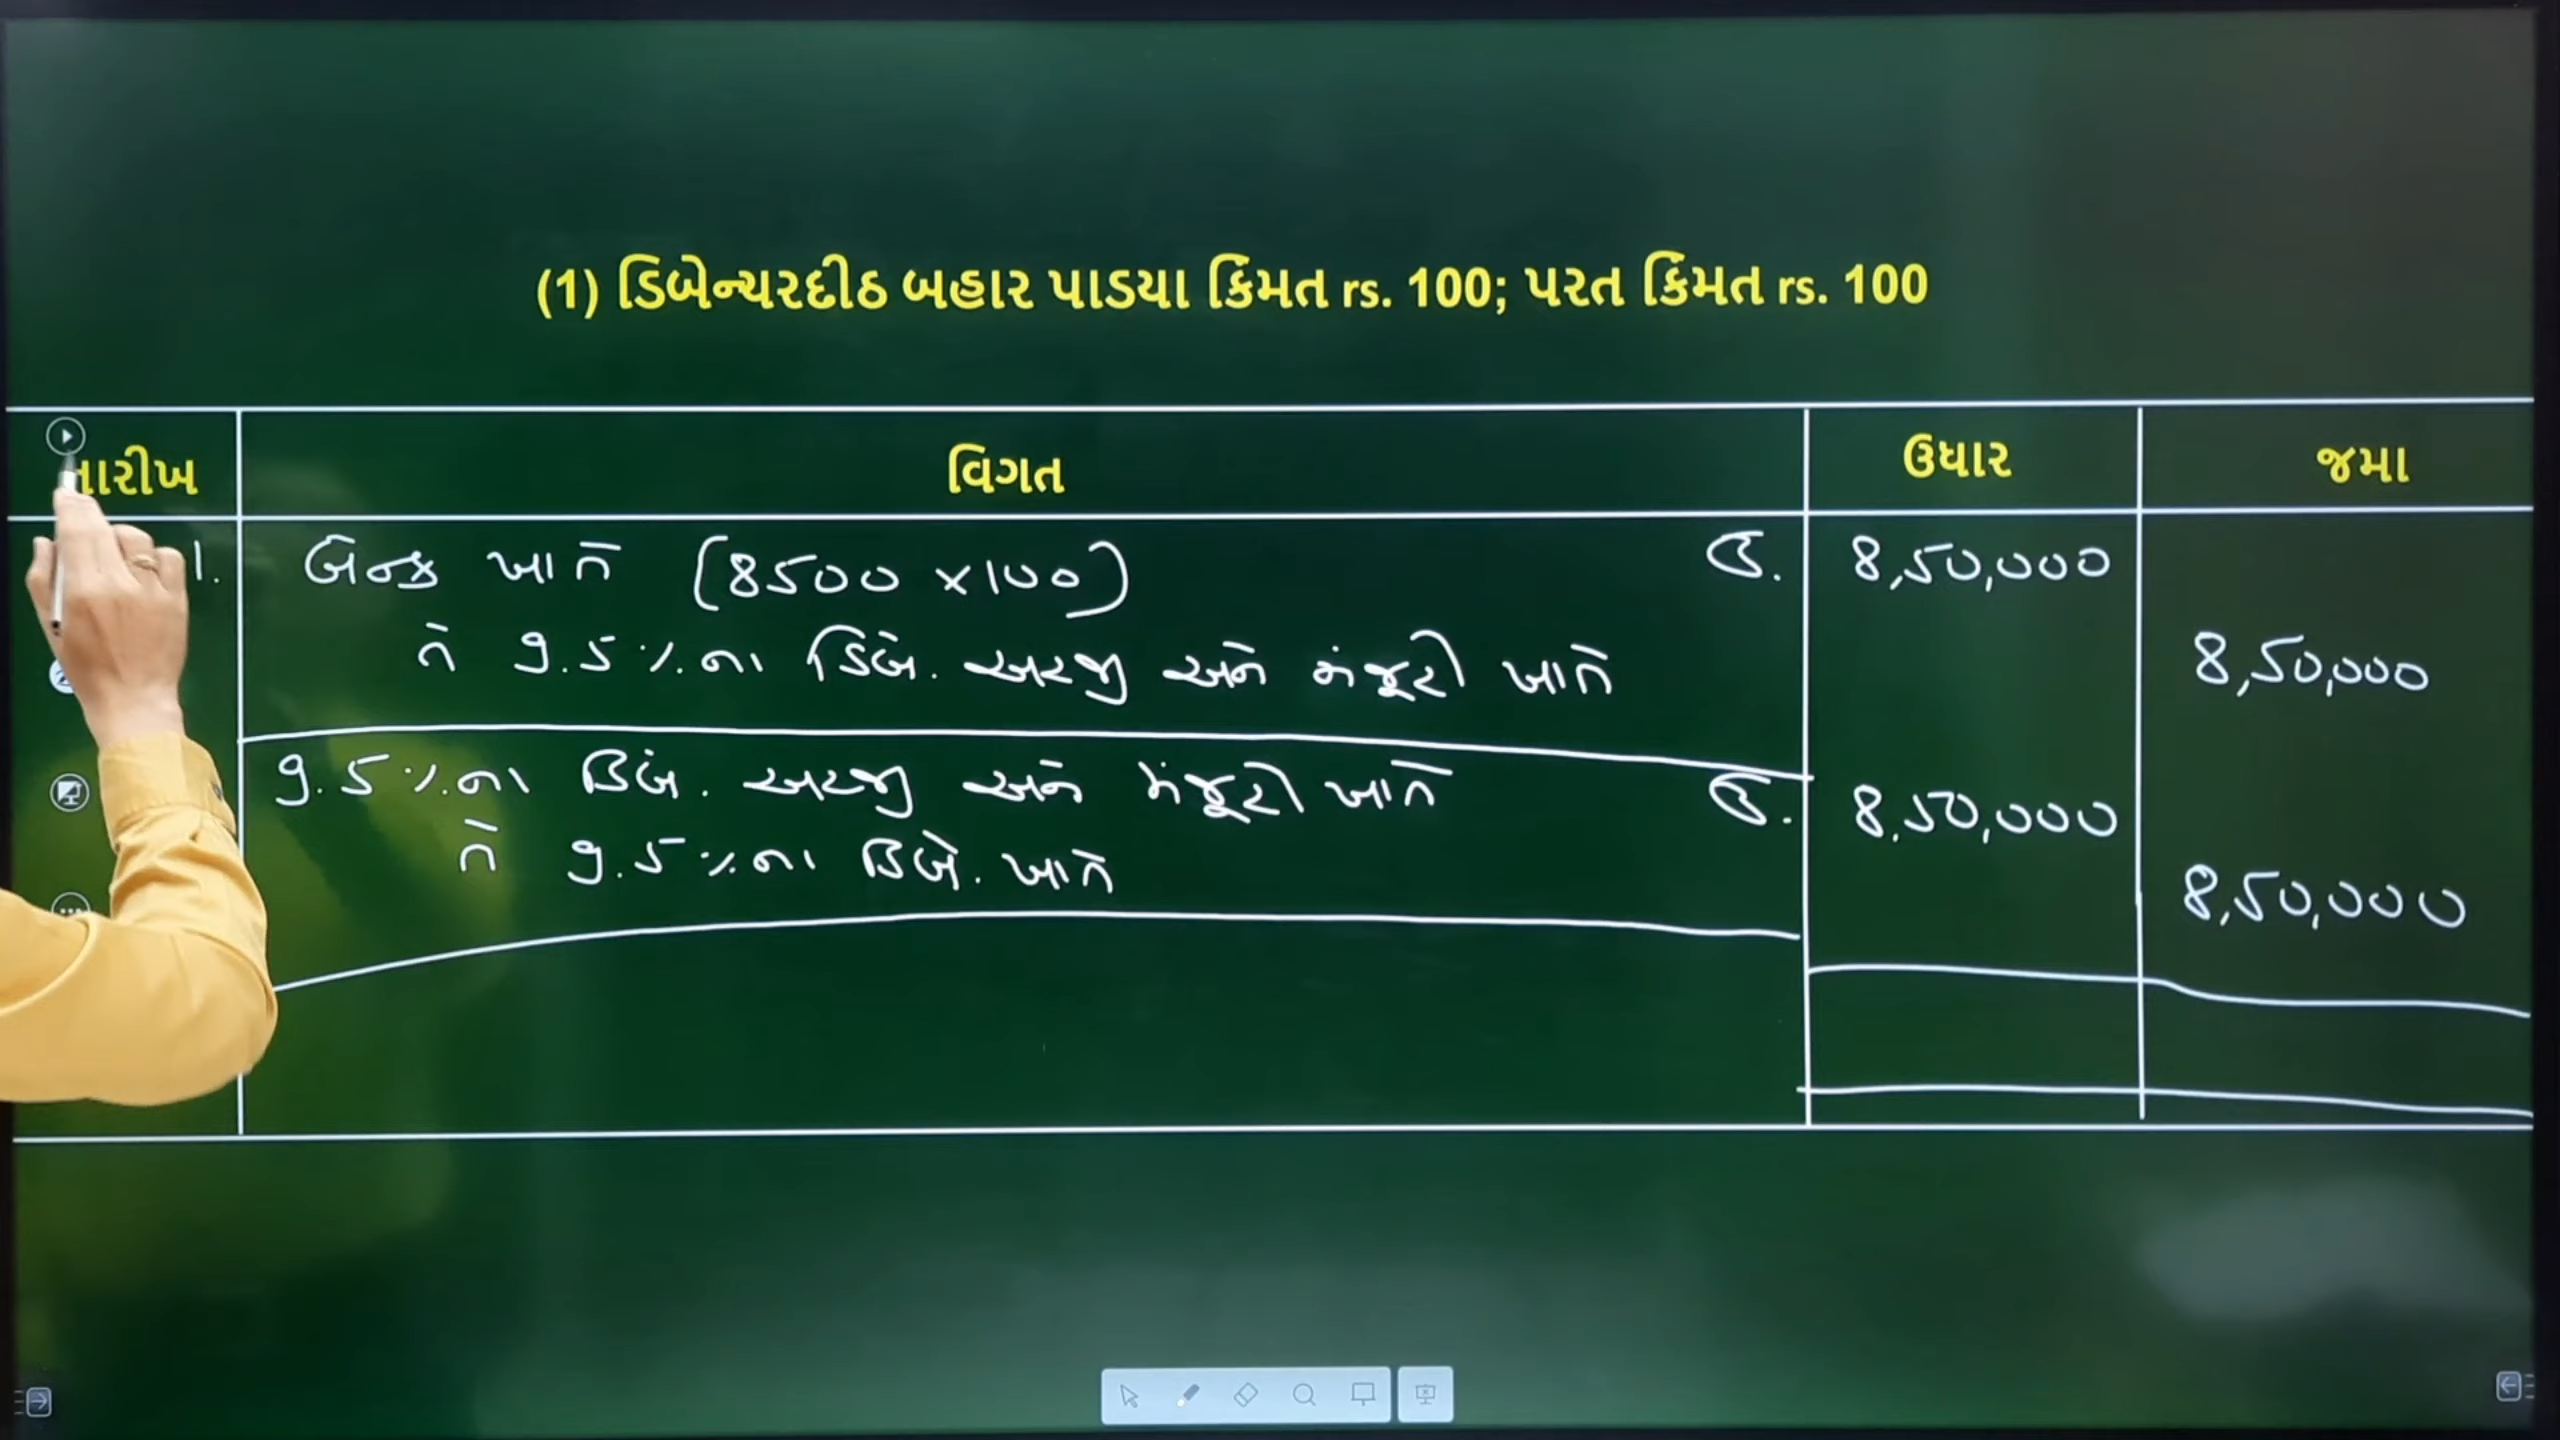 (1) ડિબેન્ચરદીઠ બહાર પાડયા કિંમત rs. 100; પરત કિંમત rs. 100
તારીખ વિગત ઉધાર જમા
1. બેન્ક ખાતે (8500 × 100) ઉ. 8,50,000
તે 9.5%ના ડિબે. અરજી અને મંજૂરી ખાતે 8,50,000
9.5%ના ડિબે. અરજી અને મંજૂરી ખાતે ઉ. 8,50,000
તે 9.5%ના ડિબે. ખાતે 8,50,000